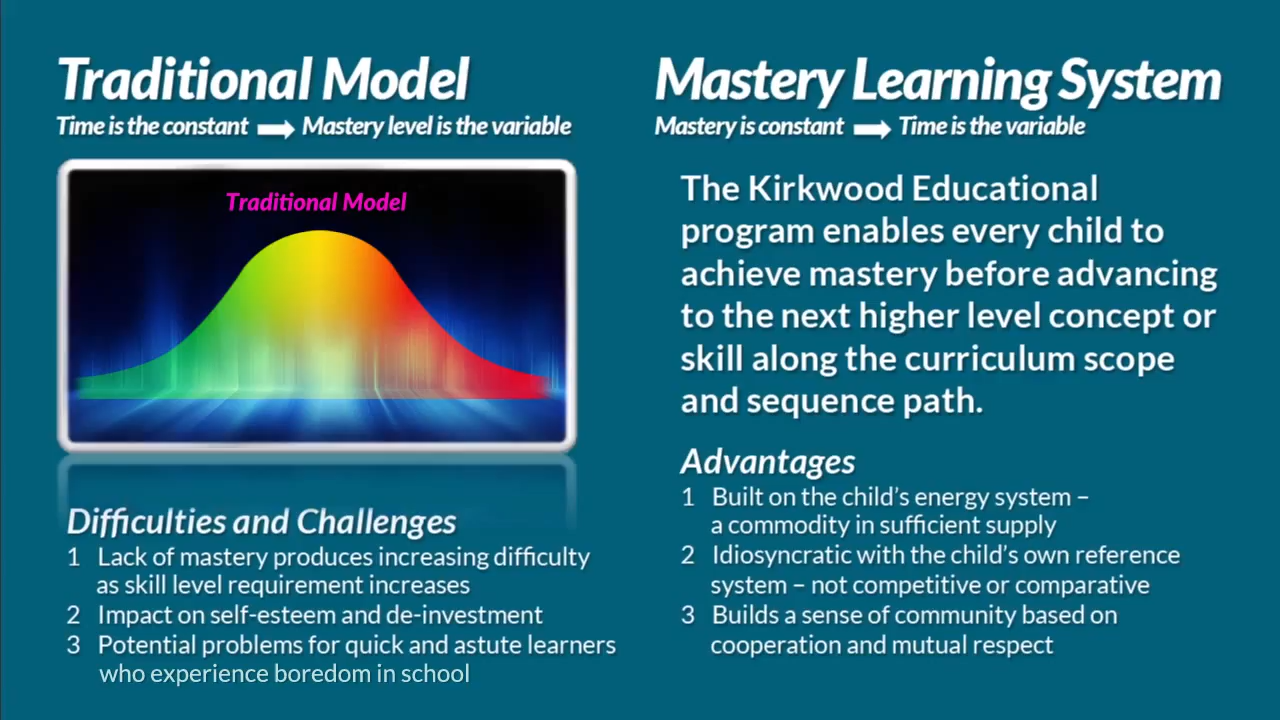 Traditional Model
Time is the constant ➡ Mastery level is the variable
Traditional Model
Difficulties and Challenges
1 Lack of mastery produces increasing difficulty
as skill level requirement increases
2 Impact on self-esteem and de-investment
3 Potential problems for quick and astute learners
who experience boredom in school
Mastery Learning System
Mastery is constant ➡ Time is the variable
The Kirkwood Educational
program enables every child to
achieve mastery before advancing
to the next higher level concept or
skill along the curriculum scope
and sequence path.
Advantages
1 Built on the child’s energy system –
a commodity in sufficient supply
2 Idiosyncratic with the child’s own reference
system – not competitive or comparative
3 Builds a sense of community based on
cooperation and mutual respect